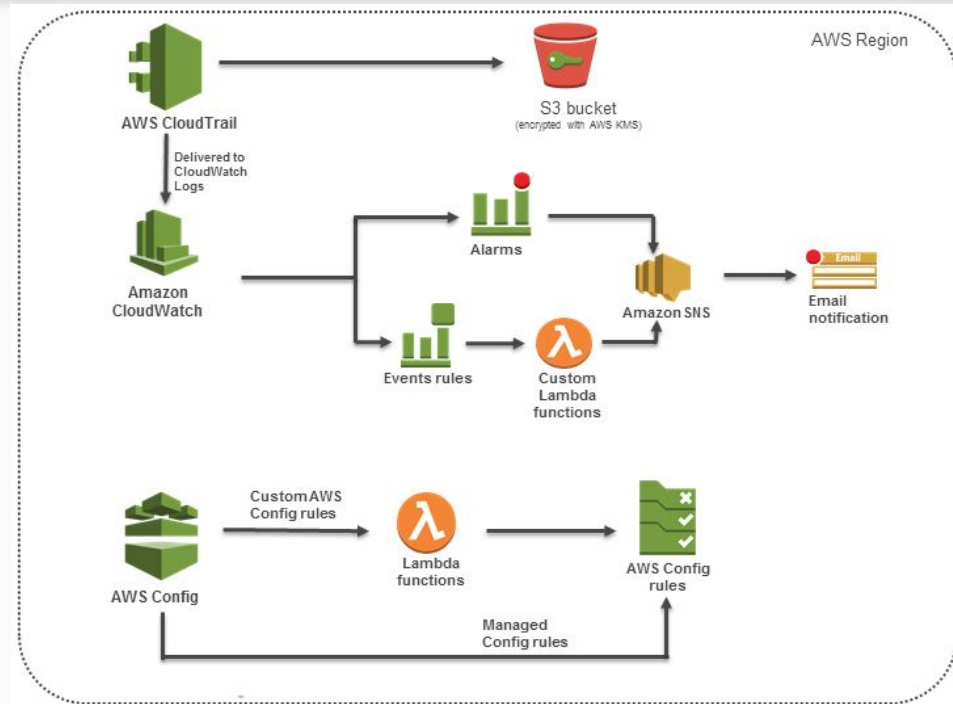 AWS Region
AWS CloudTrail
S3 bucket
(encrypted with AWS KMS)
Delivered to
CloudWatch
Logs
Amazon
CloudWatch
Alarms
Amazon SNS
Email
Email
notification
Events rules
Custom
Lambda
functions
AWS Config
Custom AWS
Config rules
Lambda
functions
AWS Config
rules
Managed
Config rules